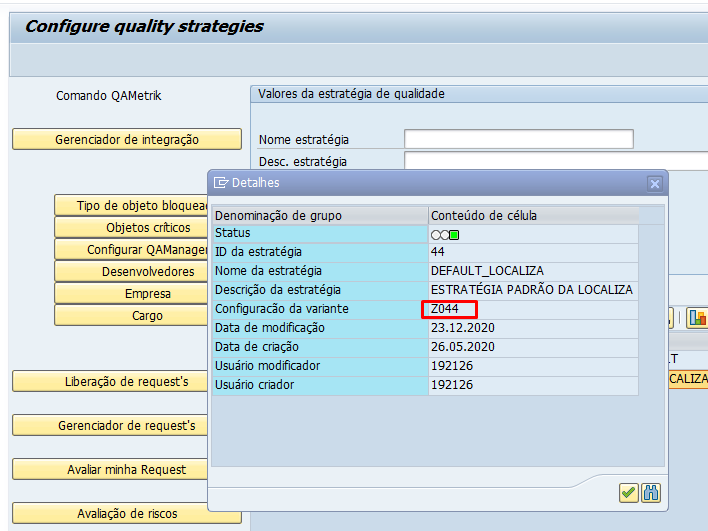 Configure quality strategies
Comando QAMetrik
Gerenciador de integração
Tipo de objeto bloquead
Objetos críticos
Configurar QAManager
Desenvolvedores
Empresa
Cargo
Liberação de request's
Gerenciador de request's
Avaliar minha Request
Avaliação de riscos
Valores da estratégia de qualidade
Nome estratégia
Desc. estratégia
Detalhes
Denominação de grupo Conteúdo de célula
Status
ID da estratégia 44
Nome da estratégia DEFAULT_LOCALIZA
Descrição da estratégia ESTRATÉGIA PADRÃO DA LOCALIZA
Configuracão da variante Z044
Data de modificação 23.12.2020
Data de criação 26.05.2020
Usuário modificador 192126
Usuário criador 192126
LT
CALIZA